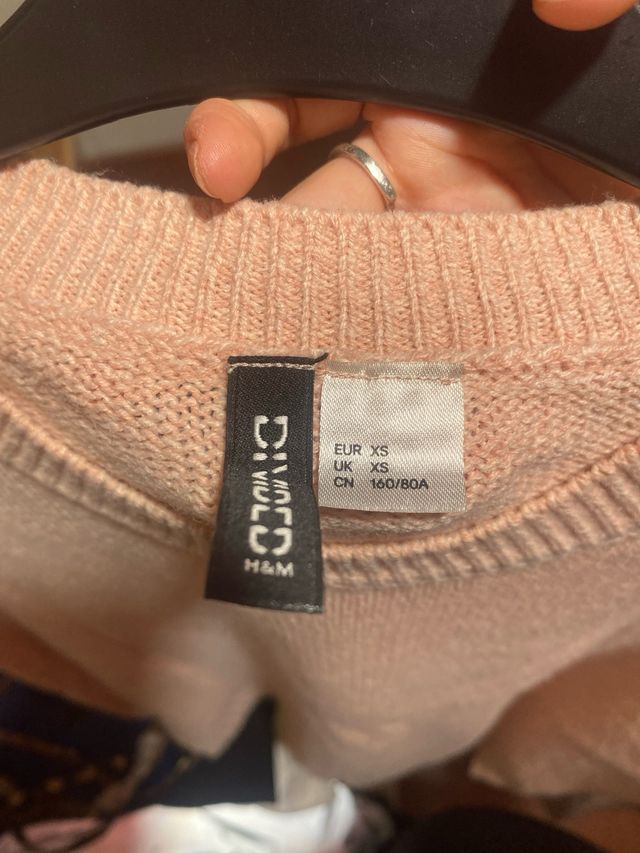 DIVIDED
H&M
EUR XS
UK XS
CN 160/80A